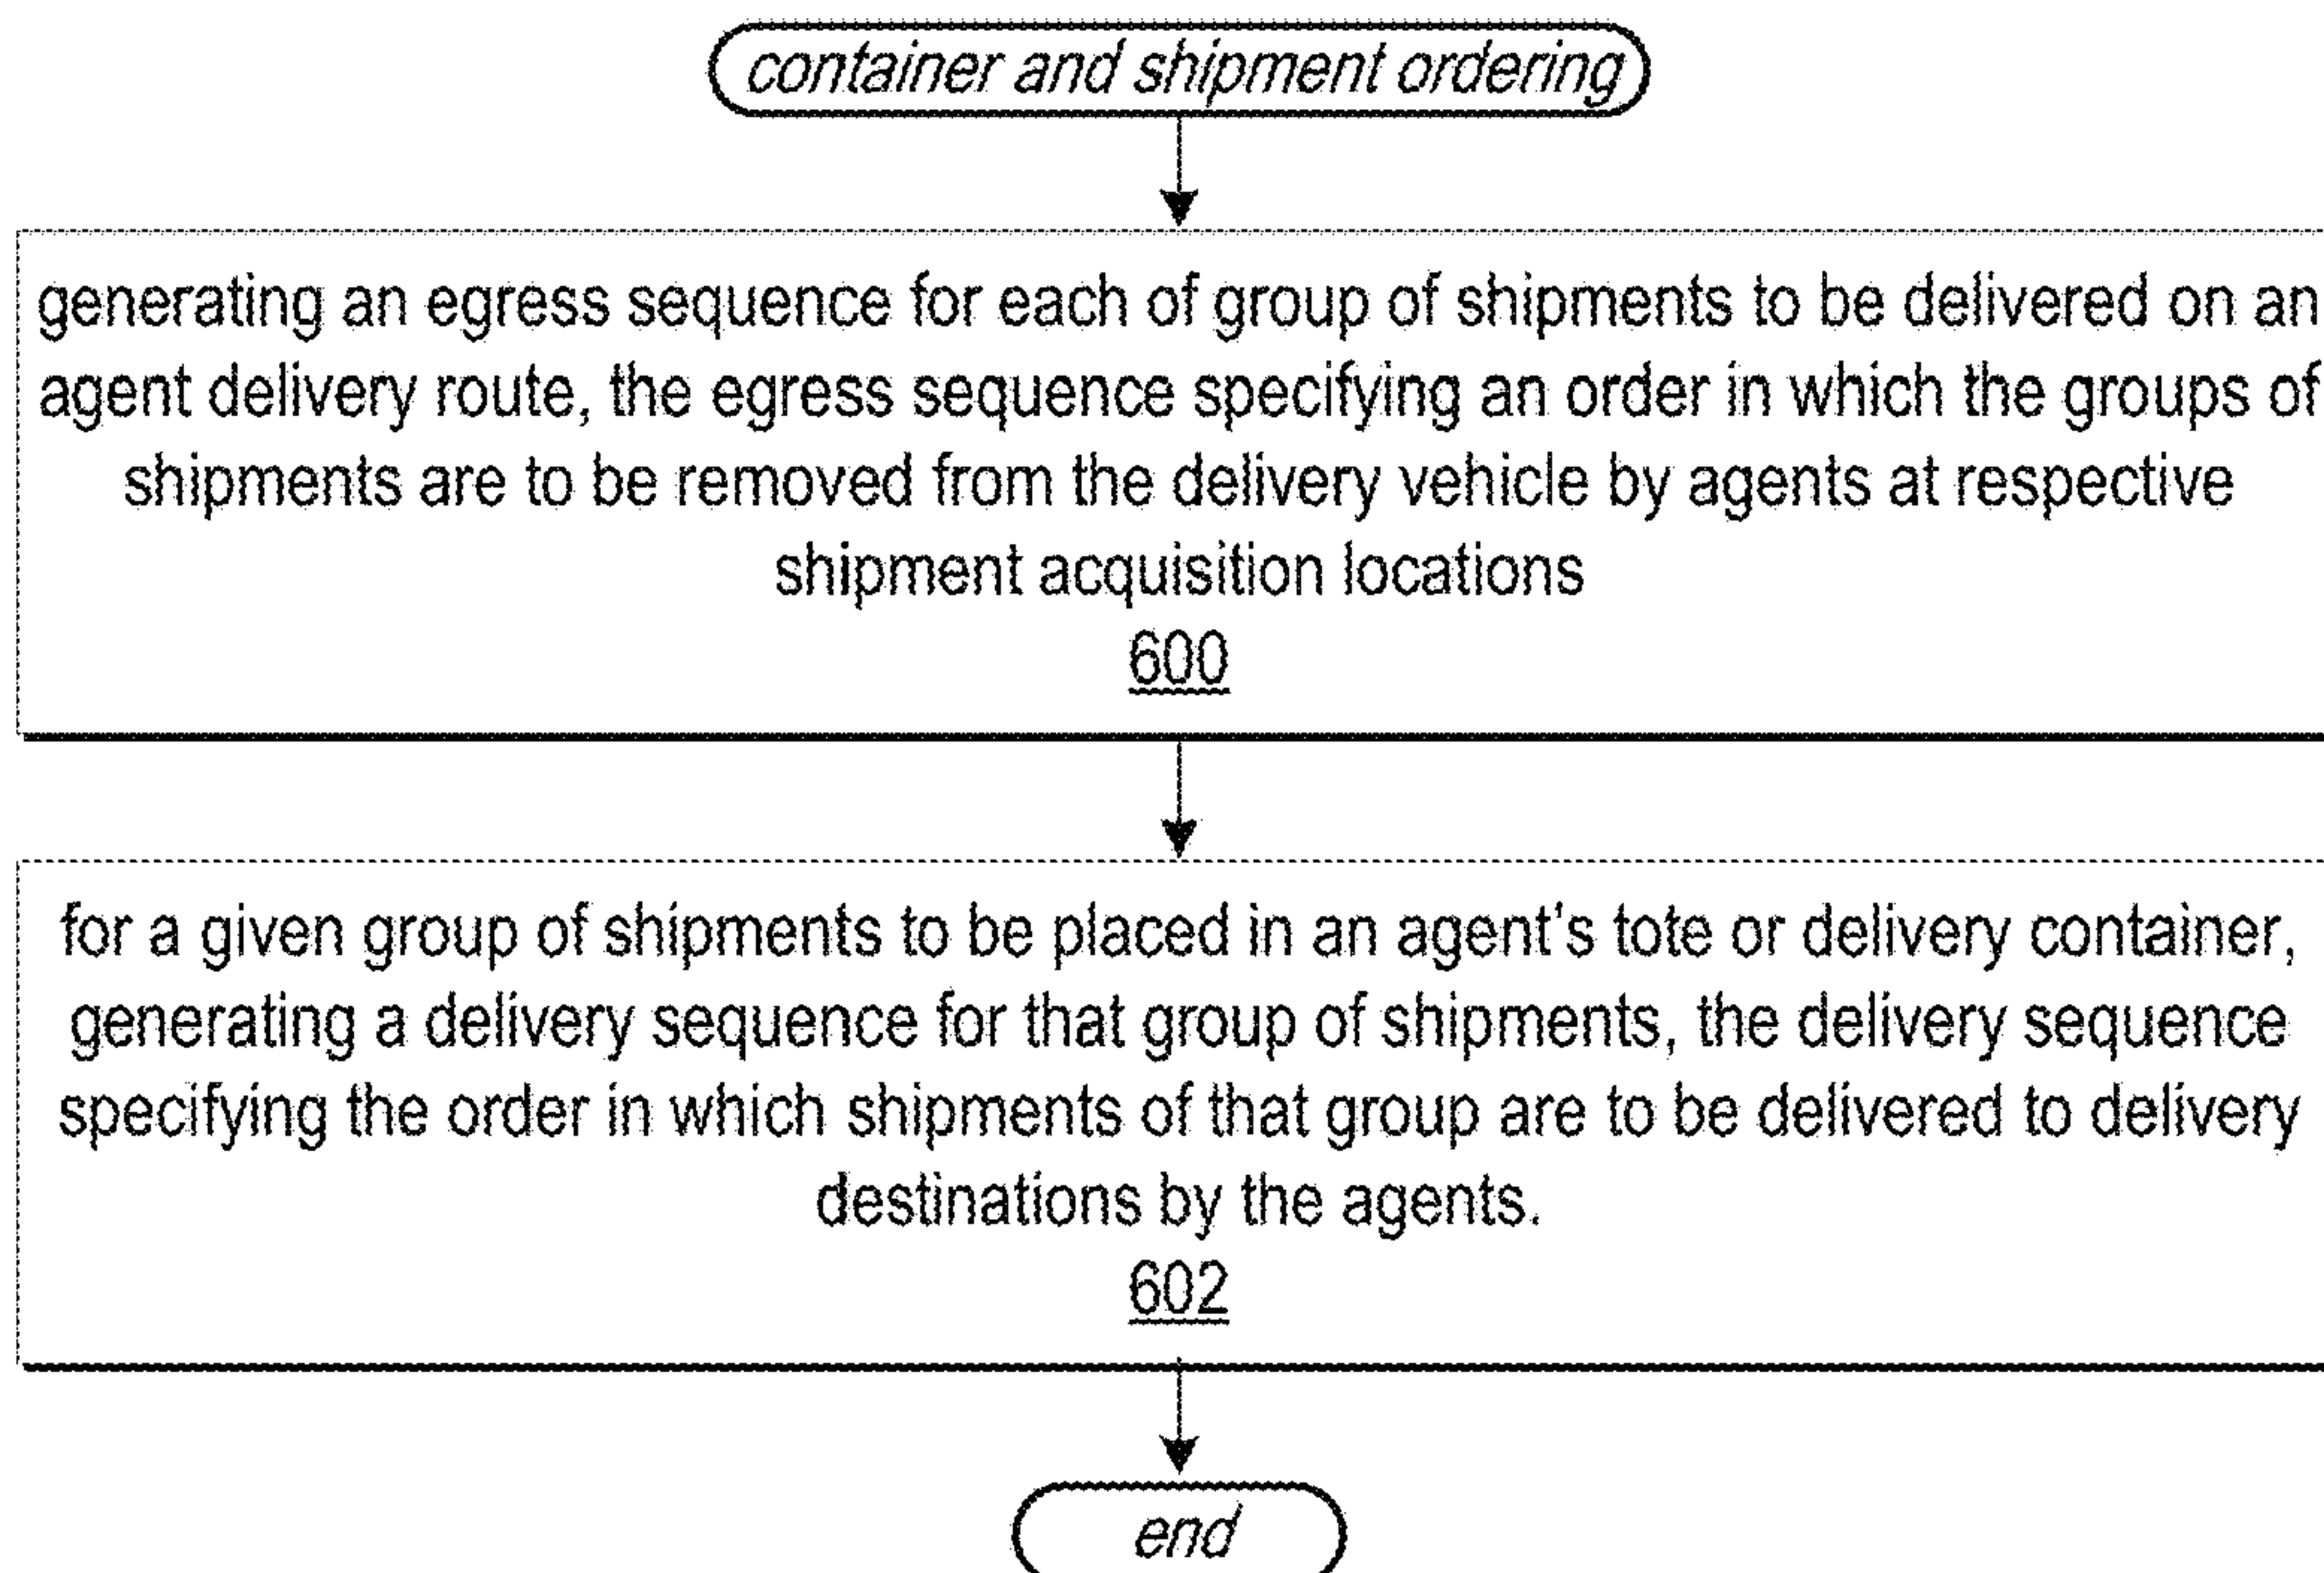 container and shipment ordering
generating an egress sequence for each of group of shipments to be delivered on an
agent delivery route, the egress sequence specifying an order in which the groups of
shipments are to be removed from the delivery vehicle by agents at respective
shipment acquisition locations
600
for a given group of shipments to be placed in an agent's tote or delivery container,
generating a delivery sequence for that group of shipments, the delivery sequence
specifying the order in which shipments of that group are to be delivered to delivery
destinations by the agents.
602
end